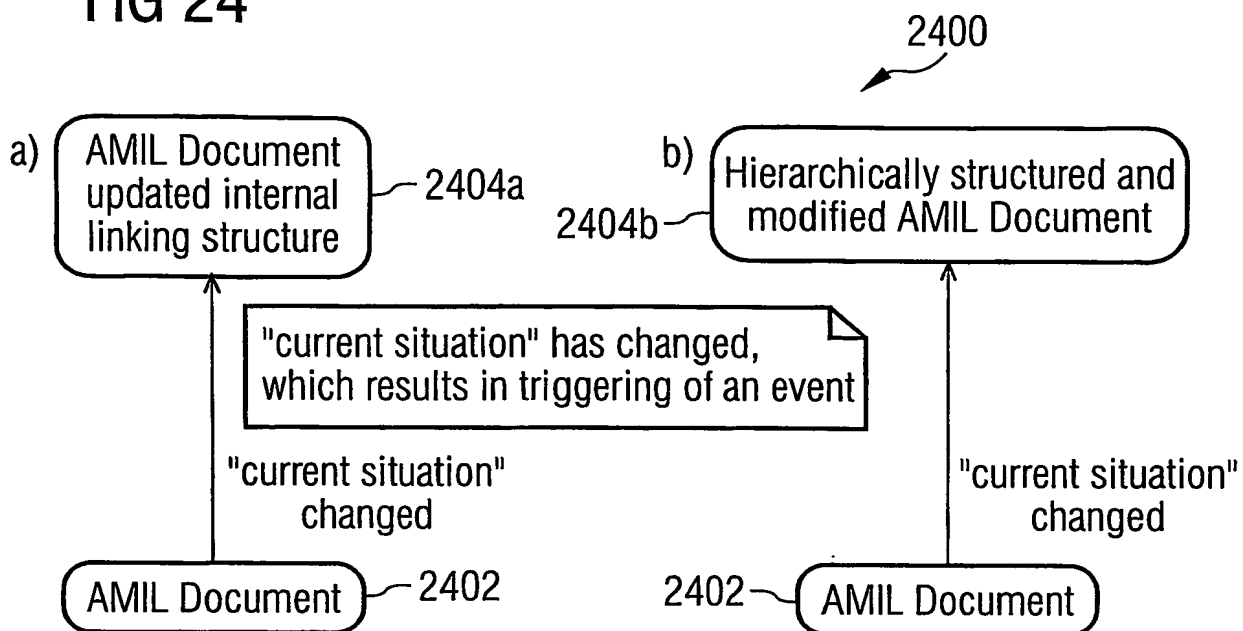 FIG 24
2400
a)
AMIL Document
updated internal
linking structure
2404a
b)
Hierarchically structured and
modified AMIL Document
2404b
"current situation" has changed,
which results in triggering of an event
"current situation"
changed
"current situation"
changed
AMIL Document
2402
2402
AMIL Document